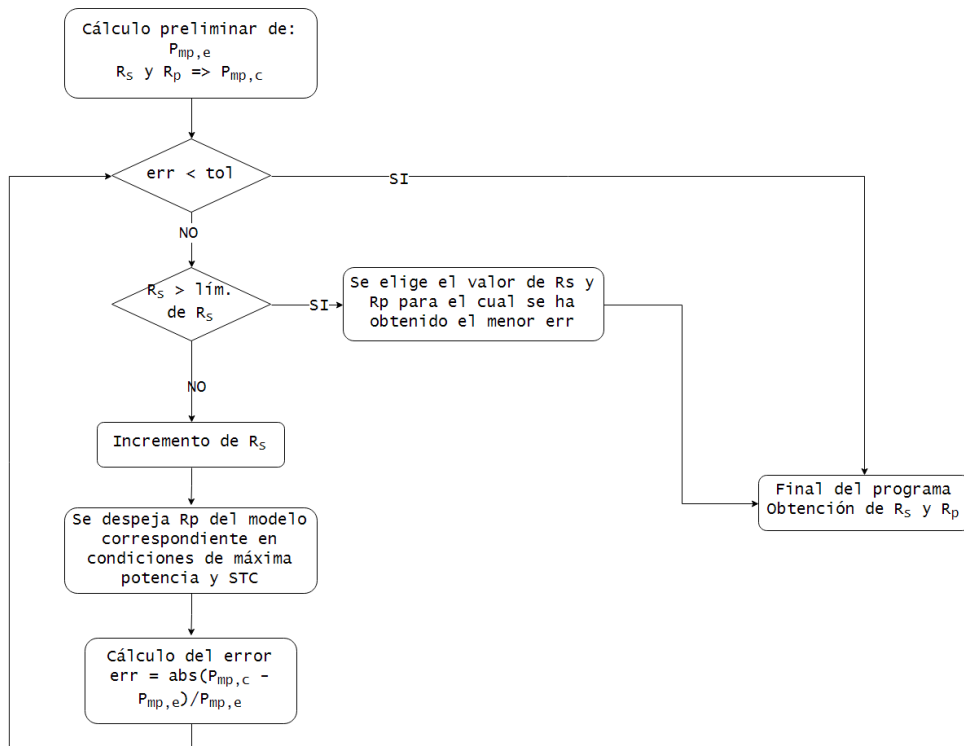 Cálculo preliminar de:
Pmp,e
Rs y Rp => Pmp,c
err < tol
SI
NO
Rs > lím.
de Rs
SI
Se elige el valor de Rs y
Rp para el cual se ha
obtenido el menor err
NO
Incremento de Rs
Final del programa
Obtención de Rs y Rp
Se despeja Rp del modelo
correspondiente en
condiciones de máxima
potencia y STC
Cálculo del error
err = abs(Pmp,c -
Pmp,e)/Pmp,e